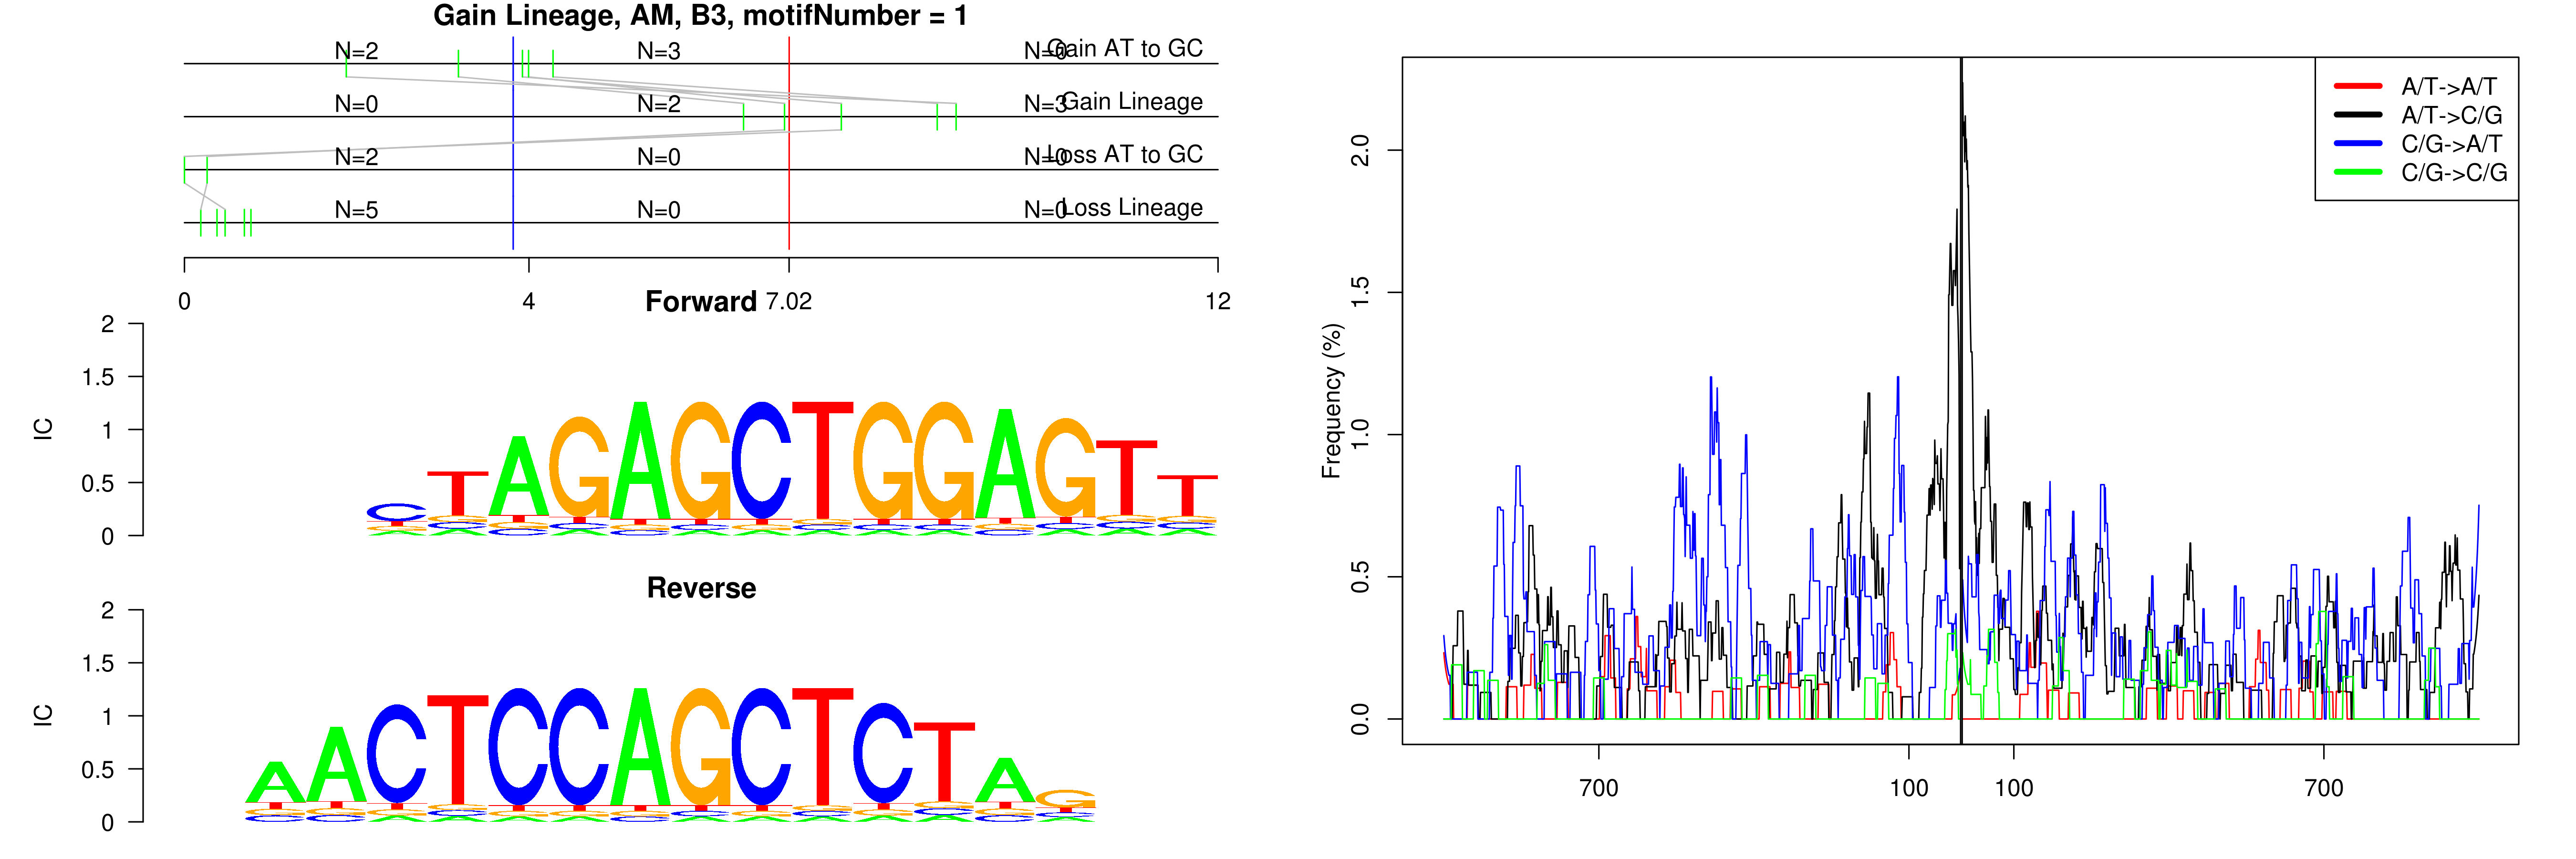 Gain Lineage, AM, B3, motifNumber = 1
N=2 N=3 N=0 Gain AT to GC
N=0 N=2 N=3 Gain Lineage
N=2 N=0 N=0 Loss AT to GC
N=5 N=0 N=0 Loss Lineage
0 4 7.02 12
Forward
IC
2
1.5
1
0.5
0
CTAGAGCTGGAGTT
Reverse
IC
2
1.5
1
0.5
0
AACTCCAGCTCTAG
Frequency (%)
2.0
1.5
1.0
0.5
0.0
700 100 100 700
A/T->A/T
A/T->C/G
C/G->A/T
C/G->C/G